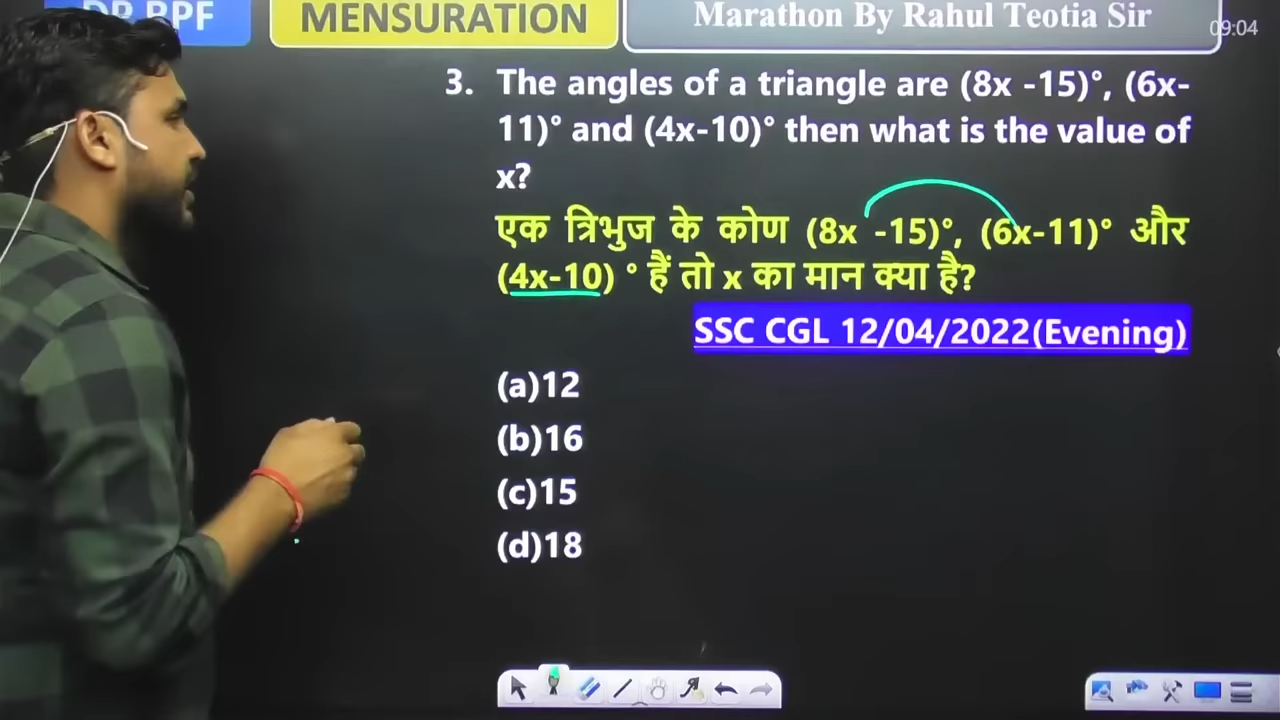 DP RPF
MENSURATION
Marathon By Rahul Teotia Sir
09:04
3. The angles of a triangle are (8x -15)°, (6x-
11)° and (4x-10)° then what is the value of
x?
एक त्रिभुज के कोण (8x -15)°, (6x-11)° और
(4x-10) ° हैं तो x का मान क्या है?
SSC CGL 12/04/2022(Evening)
(a)12
(b)16
(c)15
(d)18